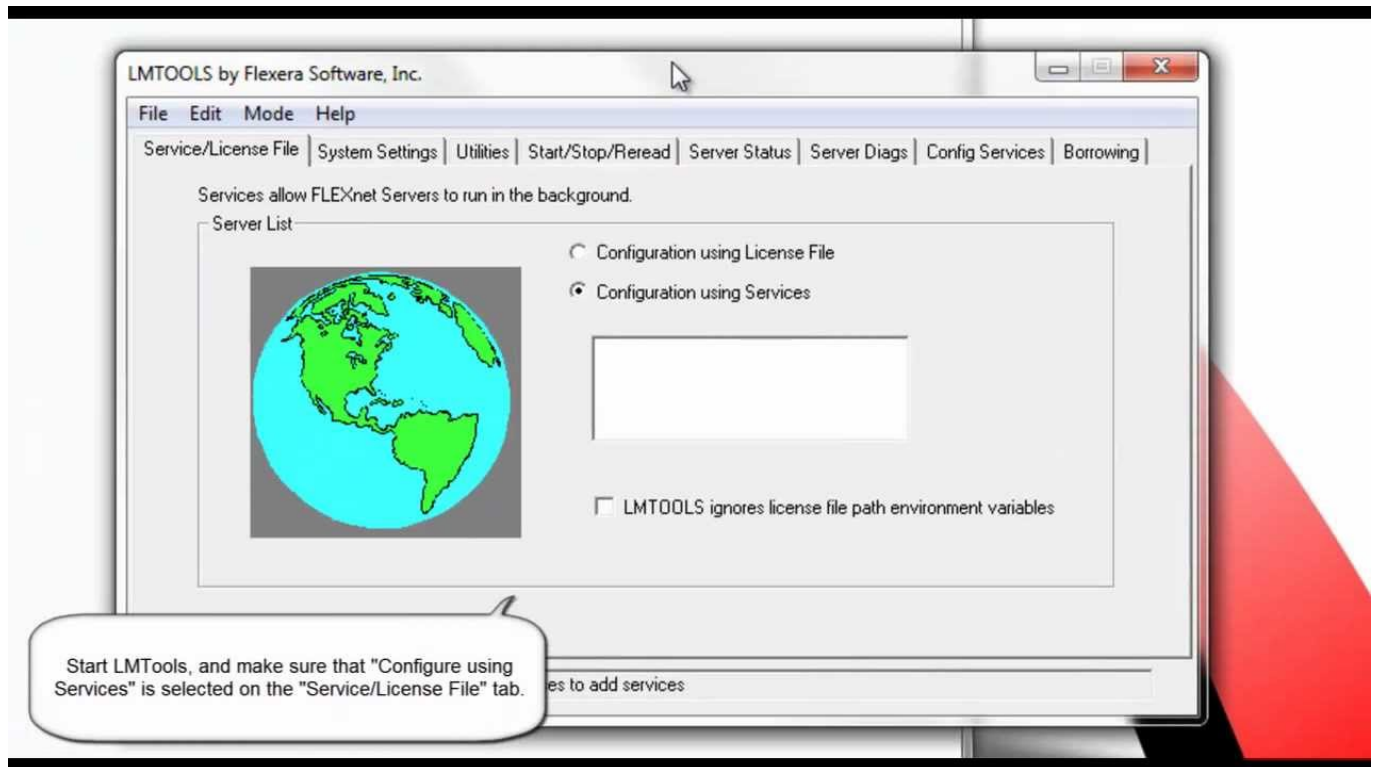 LMTOOLS by Flexera Software, Inc.
File Edit Mode Help
Service/License File System Settings Utilities Start/Stop/Reread Server Status Server Diags Config Services Borrowing
Services allow FLEXnet Servers to run in the background.
Server List
Configuration using License File
Configuration using Services
LMTOOLS ignores license file path environment variables
Start LMTools, and make sure that "Configure using
Services" is selected on the "Service/License File" tab.
to add services